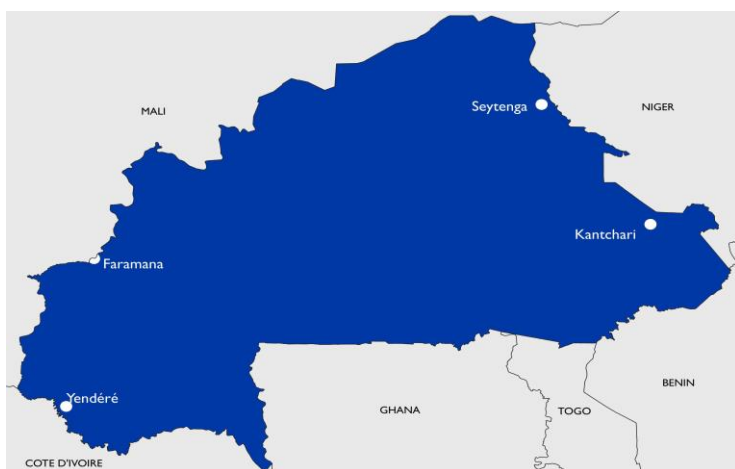 MALI
Seytenga
NIGER
Kantchari
Faramana
BENIN
Yendéré
GHANA
TOGO
COTE D'IVOIRE